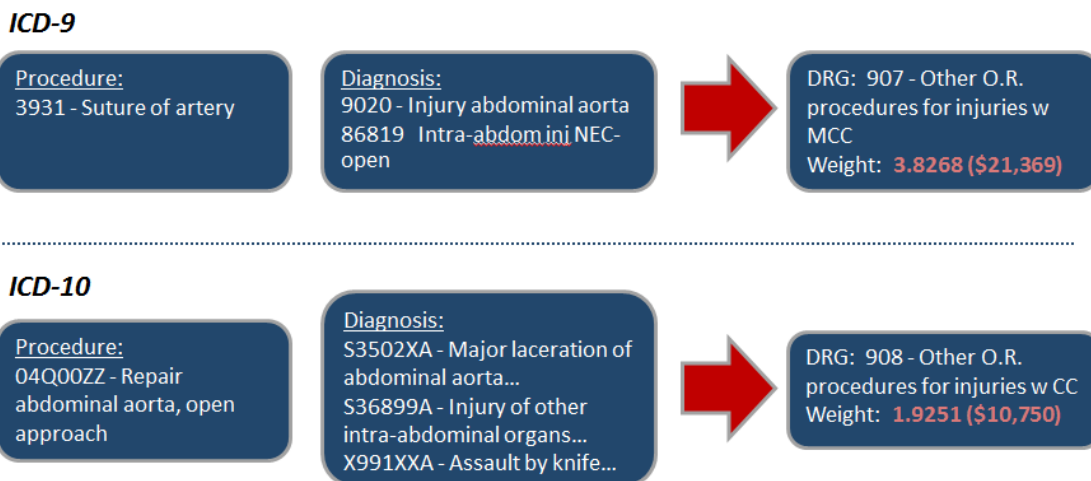 ICD-9
Procedure:
3931 - Suture of artery
Diagnosis:
9020 - Injury abdominal aorta
86819 Intra-abdom inj NEC-
open
DRG: 907 - Other O.R.
procedures for injuries w
MCC
Weight: 3.8268 ($21,369)
ICD-10
Procedure:
04Q00ZZ - Repair
abdominal aorta, open
approach
Diagnosis:
S3502XA - Major laceration of
abdominal aorta...
S36899A - Injury of other
intra-abdominal organs...
X991XXA - Assault by knife...
DRG: 908 - Other O.R.
procedures for injuries w CC
Weight: 1.9251 ($10,750)